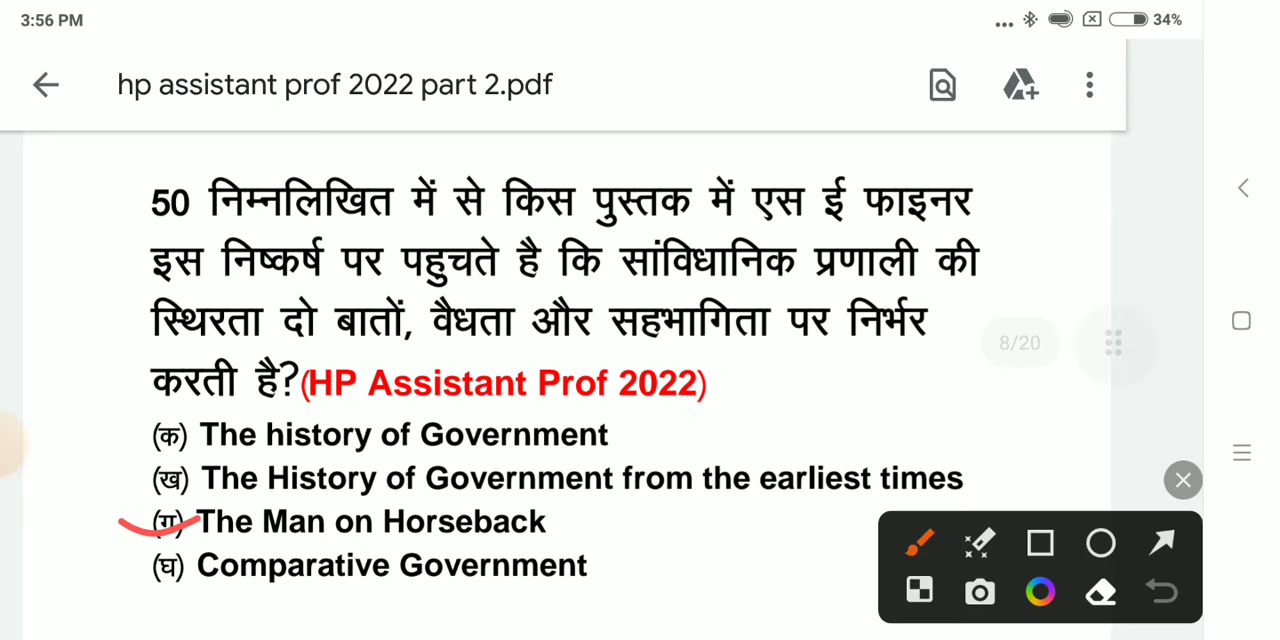 3:56 PM
34%
hp assistant prof 2022 part 2.pdf
50 निम्नलिखित में से किस पुस्तक में एस ई फाइनर
इस निष्कर्ष पर पहुचते है कि सांविधानिक प्रणाली की
स्थिरता दो बातों, वैधता और सहभागिता पर निर्भर
करती है?(HP Assistant Prof 2022)
8/20
(क) The history of Government
(ख) The History of Government from the earliest times
(ग) The Man on Horseback
(घ) Comparative Government